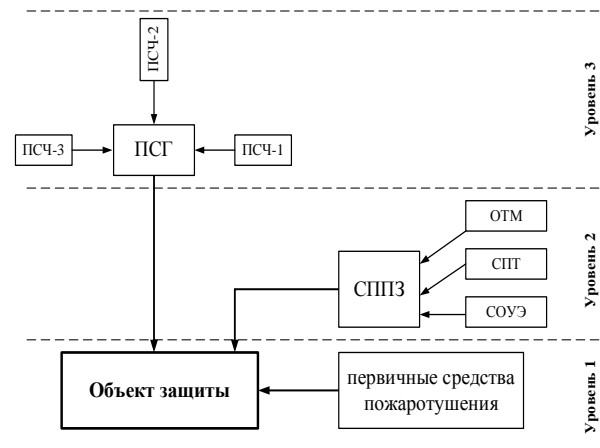 ПСЧ-2
ПСЧ-3
ПСГ
ПСЧ-1
Уровень 3
ОТМ
СППЗ
СПТ
СОУЭ
Уровень 2
Объект защиты
первичные средства
пожаротушения
Уровень 1